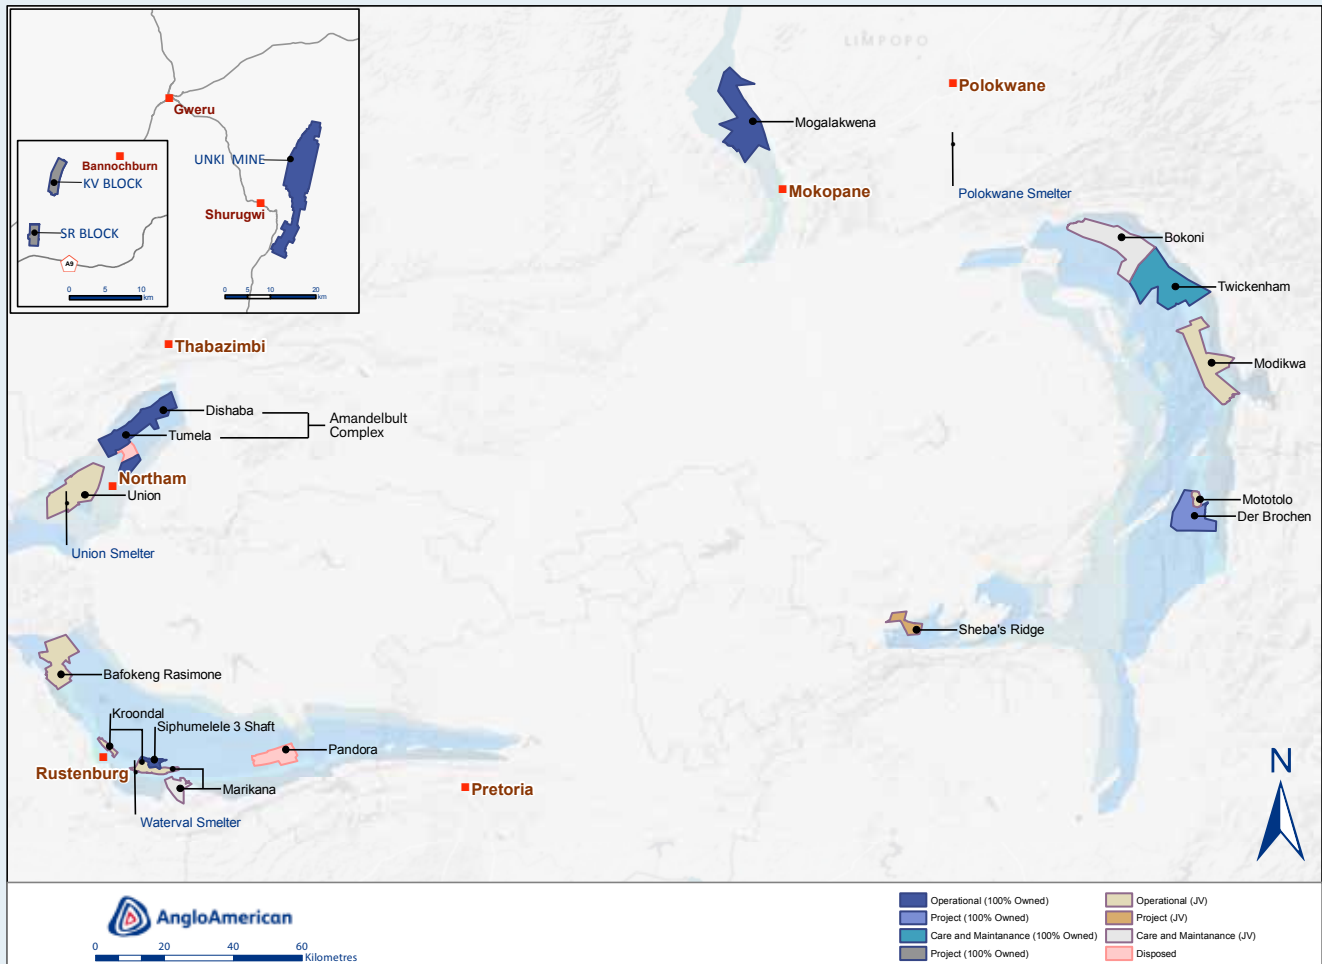 LIMPOPO
Gweru
UNKI MINE
Shurugwi
Bannochburn
KV BLOCK
SR BLOCK
A9
0 5 10
km
0 5 10 20
km
Polokwane
Mogalakwena
Mokopane
Polokwane Smelter
Bokoni
Twickenham
Modikwa
Mototolo
Der Brochen
Sheba's Ridge
Thabazimbi
Dishaba
Tumela
Amandelbult
Complex
Northam
Union
Union Smelter
Bafokeng Rasimone
Kroondal
Siphumelele 3 Shaft
Rustenburg
Marikana
Waterval Smelter
Pandora
Pretoria
N
AngloAmerican
0 20 40 60
Kilometres
Operational (100% Owned)
Project (100% Owned)
Care and Maintanance (100% Owned)
Project (100% Owned)
Operational (JV)
Project (JV)
Care and Maintanance (JV)
Disposed